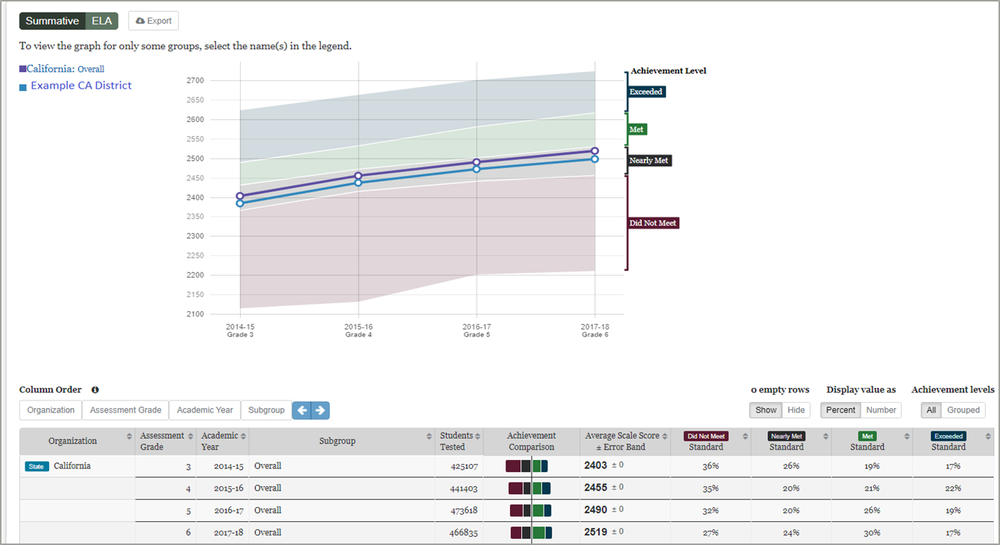 Summative ELA Export
To view the graph for only some groups, select the name(s) in the legend.
California: Overall
Example CA District
Achievement Level
Exceeded
Met
Nearly Met
Did Not Meet
2700
2650
2600
2550
2500
2450
2400
2350
2300
2250
2200
2150
2100
2014-15 2015-16 2016-17 2017-18
Grade 3 Grade 4 Grade 5 Grade 6
Column Order 0 empty rows Display value as Achievement levels
Organization Assessment Grade Academic Year Subgroup Show Hide Percent Number All Grouped
Organization Assessment Grade Academic Year Subgroup Students Tested Achievement Comparison Average Scale Score ± Error Band Did Not Meet Standard Nearly Met Standard Met Standard Exceeded Standard
State California 3 2014-15 Overall 425107 2403 ± 0 36% 26% 19% 17%
4 2015-16 Overall 441403 2455 ± 0 35% 20% 21% 22%
5 2016-17 Overall 473618 2490 ± 0 32% 20% 26% 19%
6 2017-18 Overall 466835 2519 ± 0 27% 24% 30% 17%